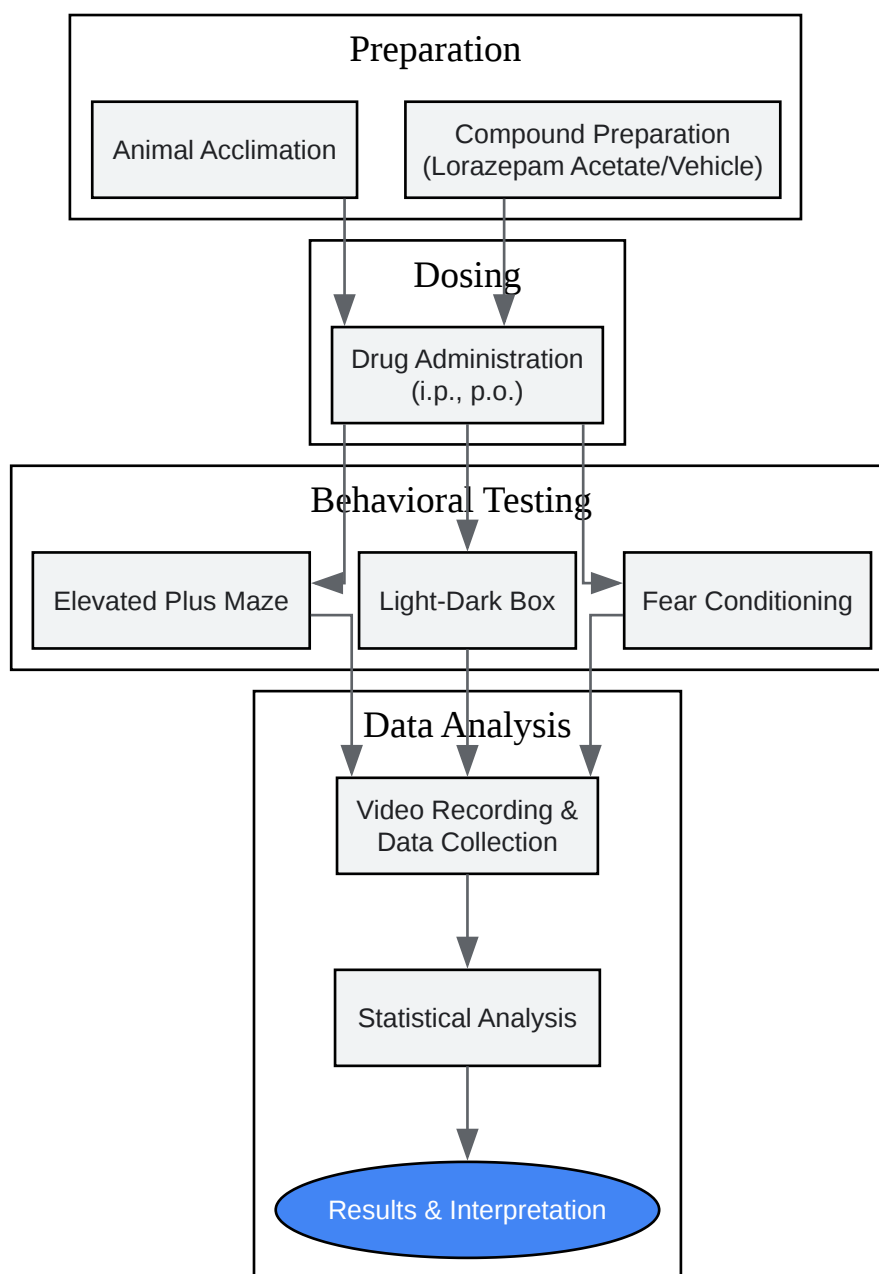 Preparation
Animal Acclimation
Compound Preparation
(Lorazepam Acetate/Vehicle)
Dosing
Drug Administration
(i.p., p.o.)
Behavioral Testing
Elevated Plus Maze
Light-Dark Box
Fear Conditioning
Data Analysis
Video Recording &
Data Collection
Statistical Analysis
Results & Interpretation